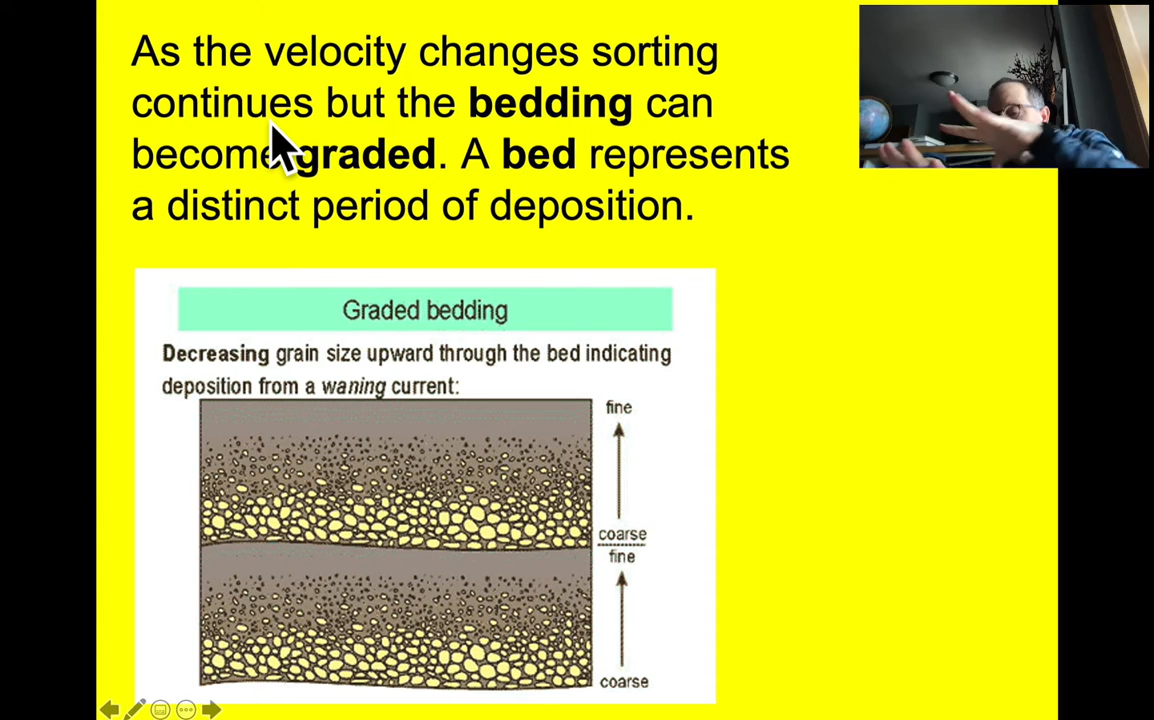 As the velocity changes sorting
continues but the bedding can
become graded. A bed represents
a distinct period of deposition.
Graded bedding
Decreasing grain size upward through the bed indicating
deposition from a waning current:
fine
coarse
fine
coarse